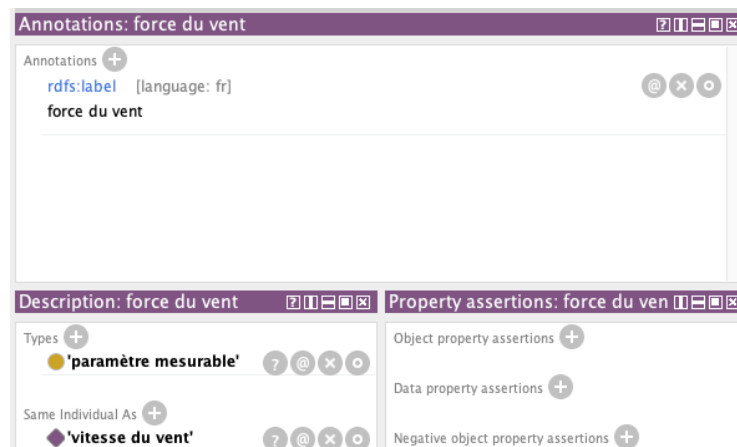 Annotations: force du vent
Annotations
rdfs:label [language: fr]
force du vent
Description: force du vent
Property assertions: force du ven
Types
'paramètre mesurable'
Same Individual As
'vitesse du vent'
Object property assertions
Data property assertions
Negative object property assertions